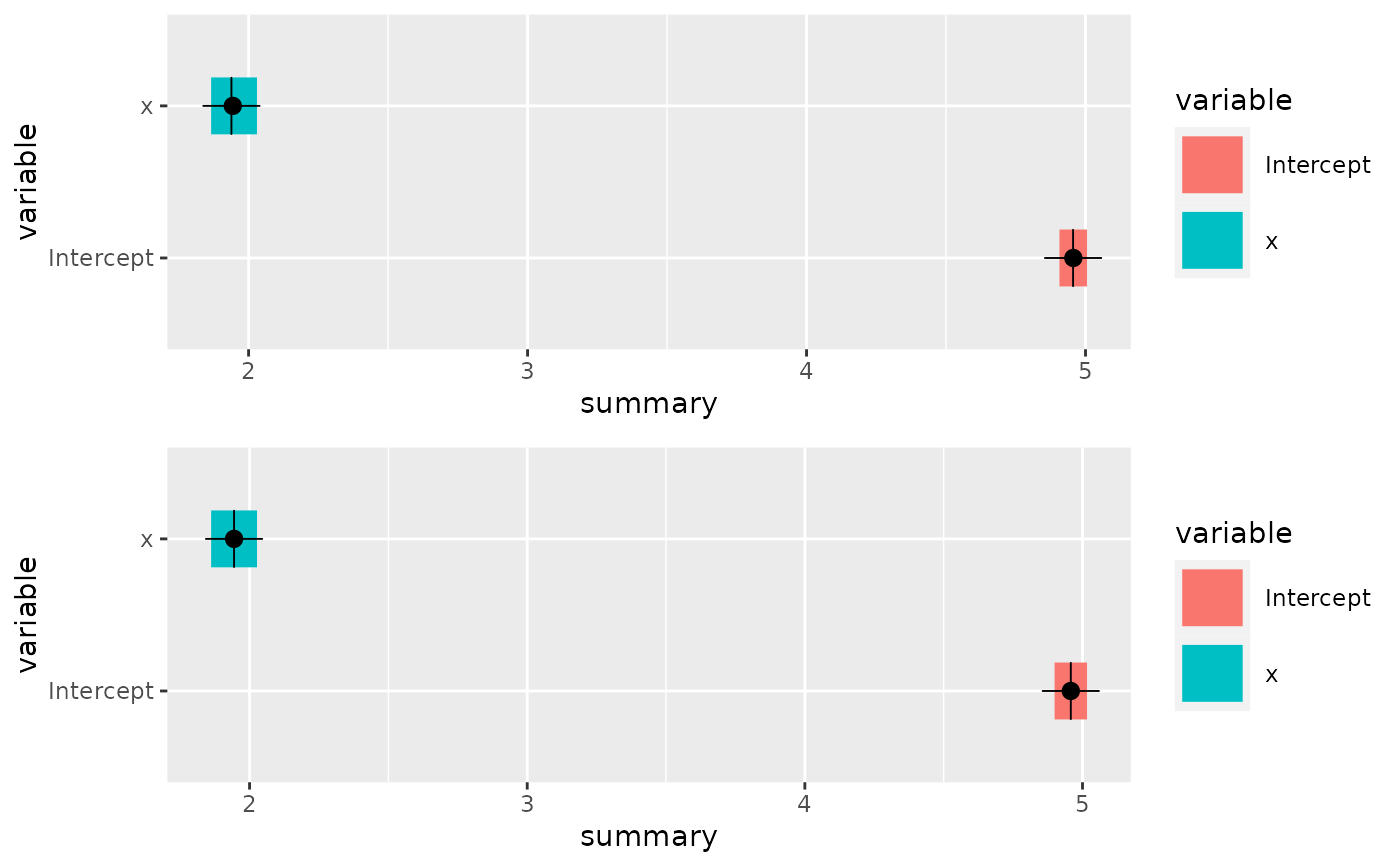 variable
x
Intercept
2 3 4 5
summary
variable
Intercept
x
variable
x
Intercept
2 3 4 5
summary
variable
Intercept
x